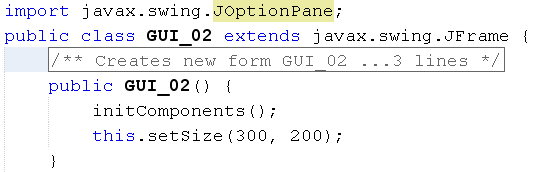 import javax.swing.JOptionPane;
public class GUI_02 extends javax.swing.JFrame {
/** Creates new form GUI_02 ...3 lines */
public GUI_02() {
initComponents();
this.setSize(300, 200);
}